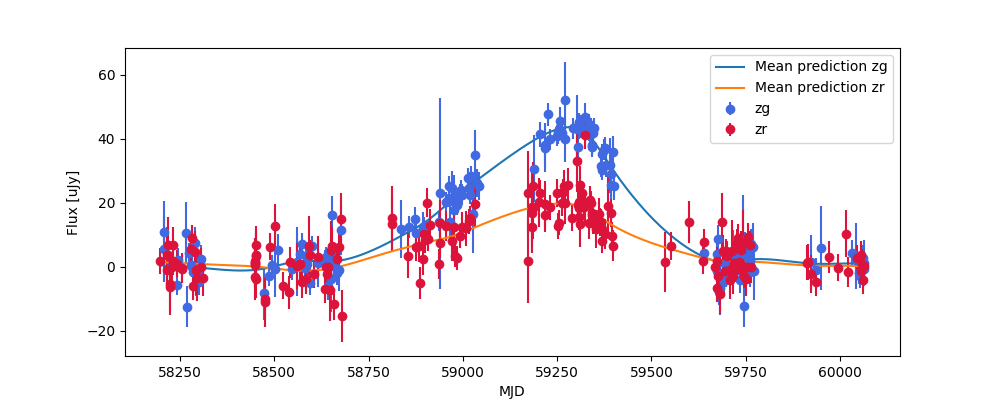 60
40
20
0
−20
Flux [uJy]
58250 58500 58750 59000 59250 59500 59750 60000
MJD
Mean prediction zg
Mean prediction zr
zg
zr